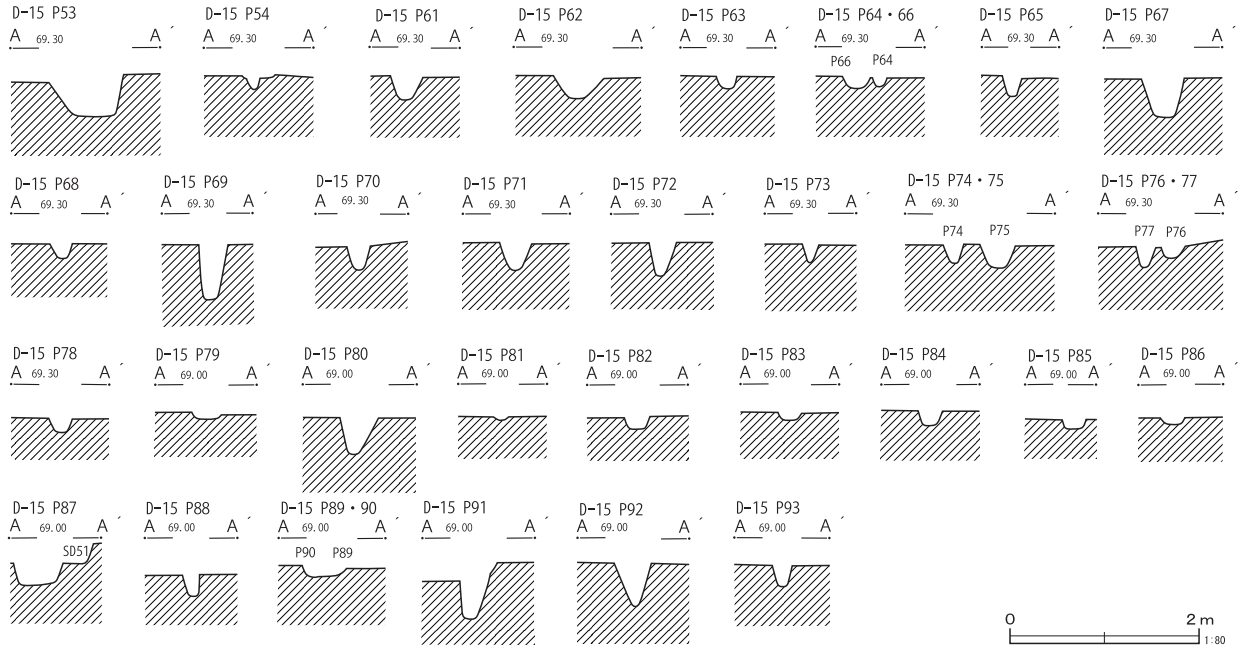 D-15 P53 D-15 P54 D-15 P61 D-15 P62 D-15 P63 D-15 P64・66 D-15 P65 D-15 P67
A 69.30 A′ A 69.30 A′ A 69.30 A′ A 69.30 A′ A 69.30 A′ A 69.30 A′ A 69.30 A′ A 69.30 A′
P66 P64
D-15 P68 D-15 P69 D-15 P70 D-15 P71 D-15 P72 D-15 P73 D-15 P74・75 D-15 P76・77
A 69.30 A′ A 69.30 A′ A 69.30 A′ A 69.30 A′ A 69.30 A′ A 69.30 A′ A 69.30 A′ A 69.30 A′
P74 P75 P77 P76
D-15 P78 D-15 P79 D-15 P80 D-15 P81 D-15 P82 D-15 P83 D-15 P84 D-15 P85 D-15 P86
A 69.30 A′ A 69.00 A′ A 69.00 A′ A 69.00 A′ A 69.00 A′ A 69.00 A′ A 69.00 A′ A 69.00 A′ A 69.00 A′
D-15 P87 D-15 P88 D-15 P89・90 D-15 P91 D-15 P92 D-15 P93
A 69.00 A′ A 69.00 A′ A 69.00 A′ A 69.00 A′ A 69.00 A′ A 69.00 A′
SD51 P90 P89
0 2m
1:80